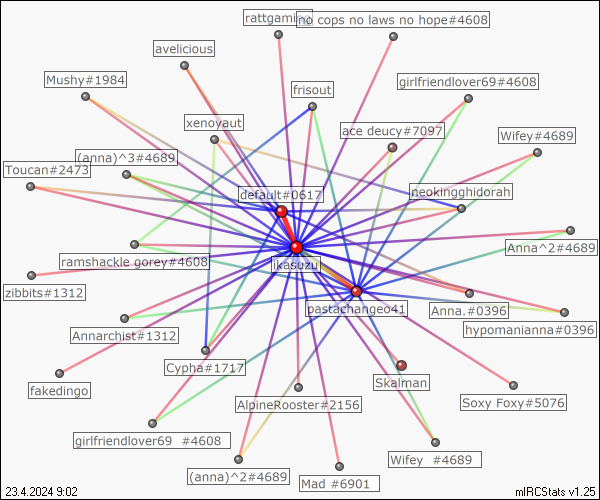 rattgaming
no cops no laws no hope#4608
avelicious
Mushy#1984
frisout
girlfriendlover69#4608
xenovaut
ace deucy#7097
Wifey#4689
(anna)^3#4689
Toucan#2473
default#0617
neokingghidorah
ramshackle gorey#4608
ikasuzu
Anna^2#4689
zibbits#1312
pastachangeo41
Anna.#0396
hypomanianna#0396
Annarchist#1312
Cypha#1717
fakedingo
Skalman
AlpineRooster#2156
Soxy Foxy#5076
girlfriendlover69 #4608
Wifey #4689
(anna)^2#4689
Mad #6901
23.4.2024 9:02
mIRCStats v1.25